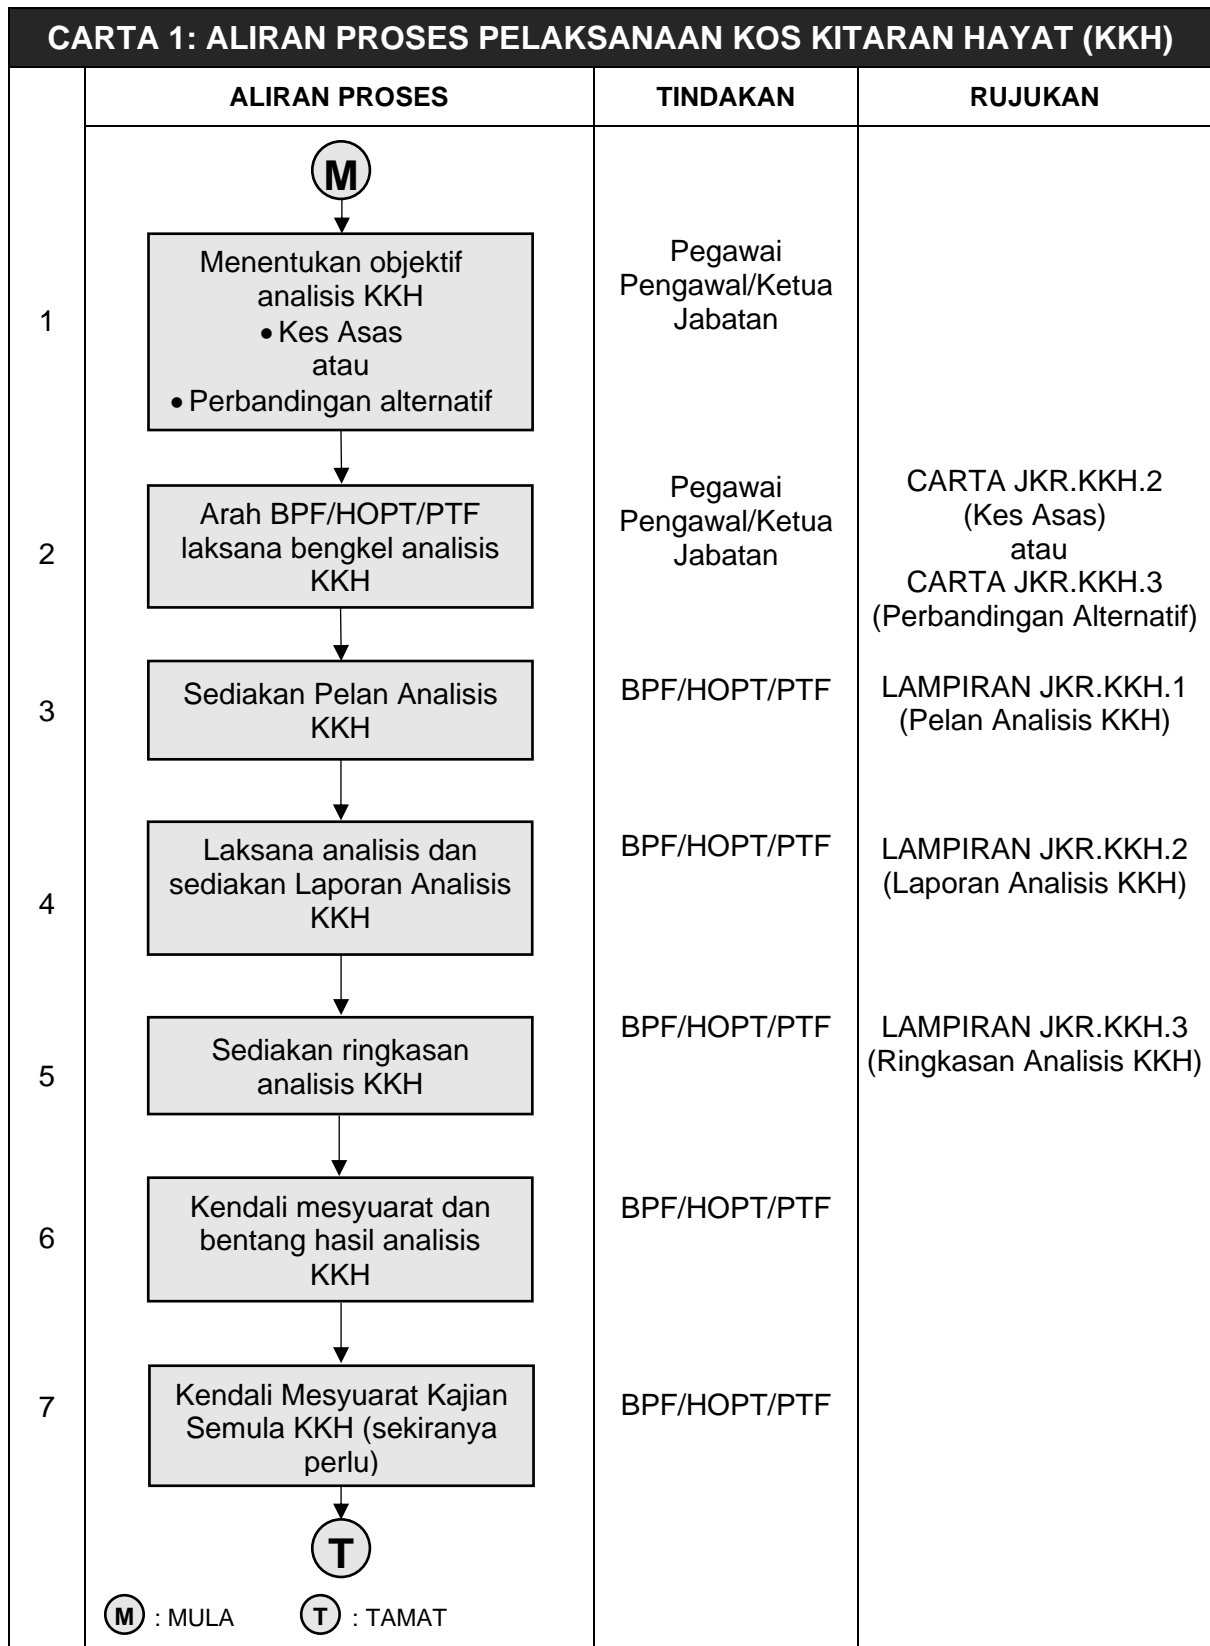 CARTA 1: ALIRAN PROSES PELAKSANAAN KOS KITARAN HAYAT (KKH)
ALIRAN PROSES
TINDAKAN
RUJUKAN
M
1
Menentukan objektif
analisis KKH
• Kes Asas
atau
• Perbandingan alternatif
Pegawai
Pengawal/Ketua
Jabatan
2
Arah BPF/HOPT/PTF
laksana bengkel analisis
KKH
Pegawai
Pengawal/Ketua
Jabatan
CARTA JKR.KKH.2
(Kes Asas)
atau
CARTA JKR.KKH.3
(Perbandingan Alternatif)
3
Sediakan Pelan Analisis
KKH
BPF/HOPT/PTF
LAMPIRAN JKR.KKH.1
(Pelan Analisis KKH)
4
Laksana analisis dan
sediakan Laporan Analisis
KKH
BPF/HOPT/PTF
LAMPIRAN JKR.KKH.2
(Laporan Analisis KKH)
5
Sediakan ringkasan
analisis KKH
BPF/HOPT/PTF
LAMPIRAN JKR.KKH.3
(Ringkasan Analisis KKH)
6
Kendali mesyuarat dan
bentang hasil analisis
KKH
BPF/HOPT/PTF
7
Kendali Mesyuarat Kajian
Semula KKH (sekiranya
perlu)
BPF/HOPT/PTF
T
M : MULA
T : TAMAT